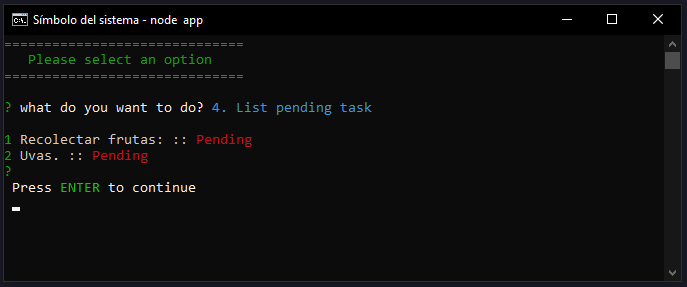 Símbolo del sistema - node app
==============================
Please select an option
==============================
? what do you want to do? 4. List pending task
1 Recolectar frutas: :: Pending
2 Uvas. :: Pending
?
Press ENTER to continue